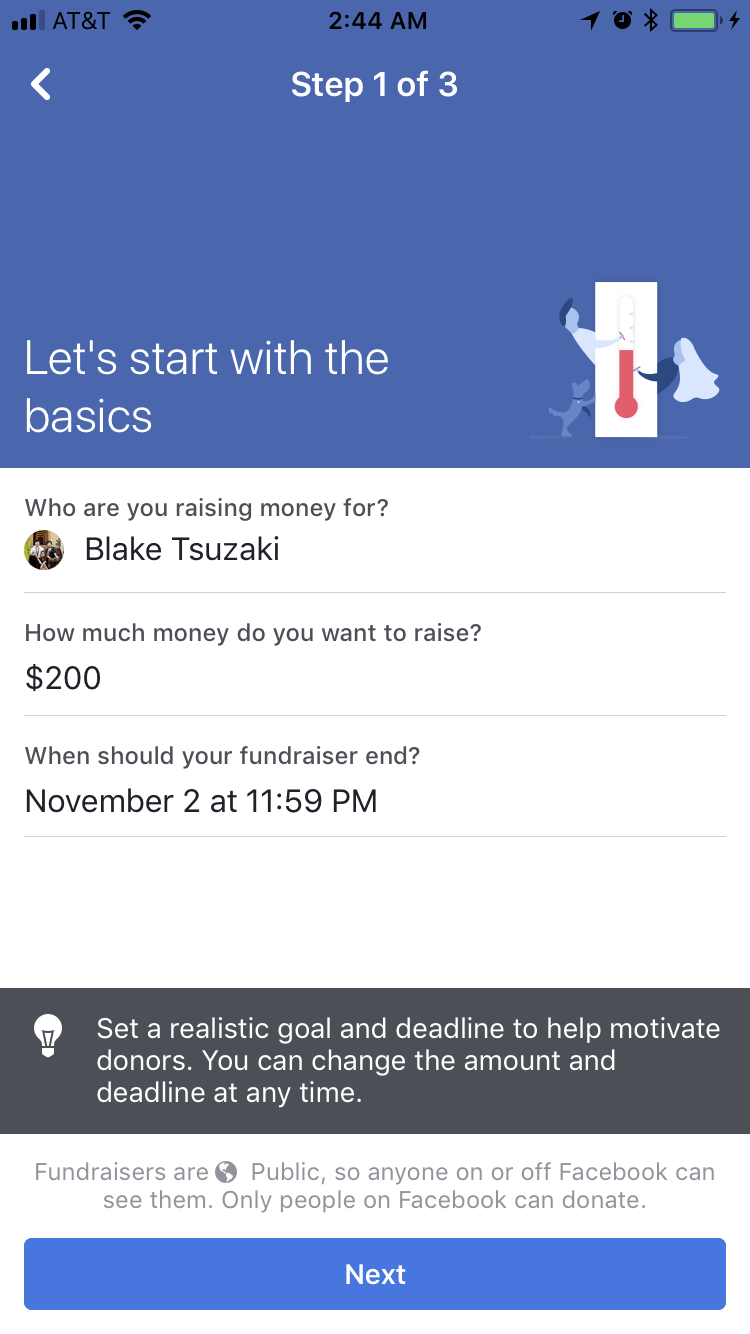 AT&T 2:44 AM
Step 1 of 3
Let's start with the
basics
Who are you raising money for?
Blake Tsuzaki
How much money do you want to raise?
$200
When should your fundraiser end?
November 2 at 11:59 PM
Set a realistic goal and deadline to help motivate
donors. You can change the amount and
deadline at any time.
Fundraisers are Public, so anyone on or off Facebook can
see them. Only people on Facebook can donate.
Next